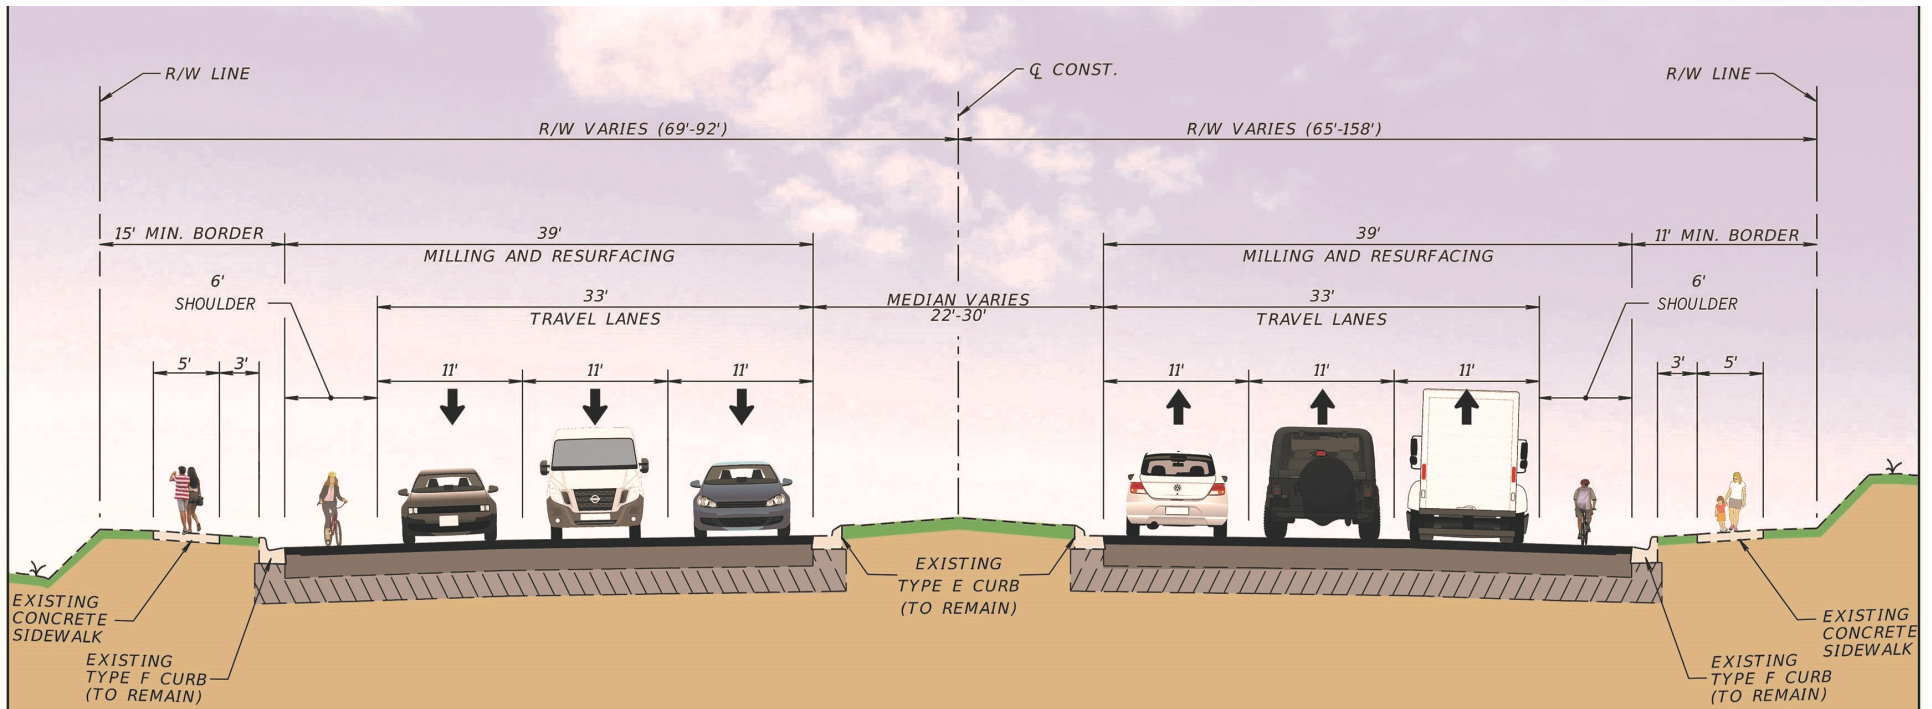 R/W LINE
℄ CONST.
R/W LINE
R/W VARIES (69'-92')
R/W VARIES (65'-158')
15' MIN. BORDER
39'
MILLING AND RESURFACING
39'
MILLING AND RESURFACING
11' MIN. BORDER
6'
SHOULDER
33'
TRAVEL LANES
MEDIAN VARIES
22'-30'
33'
TRAVEL LANES
6'
SHOULDER
5'
3'
11'
11'
11'
11'
11'
11'
3'
5'
EXISTING
CONCRETE
SIDEWALK
EXISTING
TYPE F CURB
(TO REMAIN)
EXISTING
TYPE E CURB
(TO REMAIN)
EXISTING
CONCRETE
SIDEWALK
EXISTING
TYPE F CURB
(TO REMAIN)